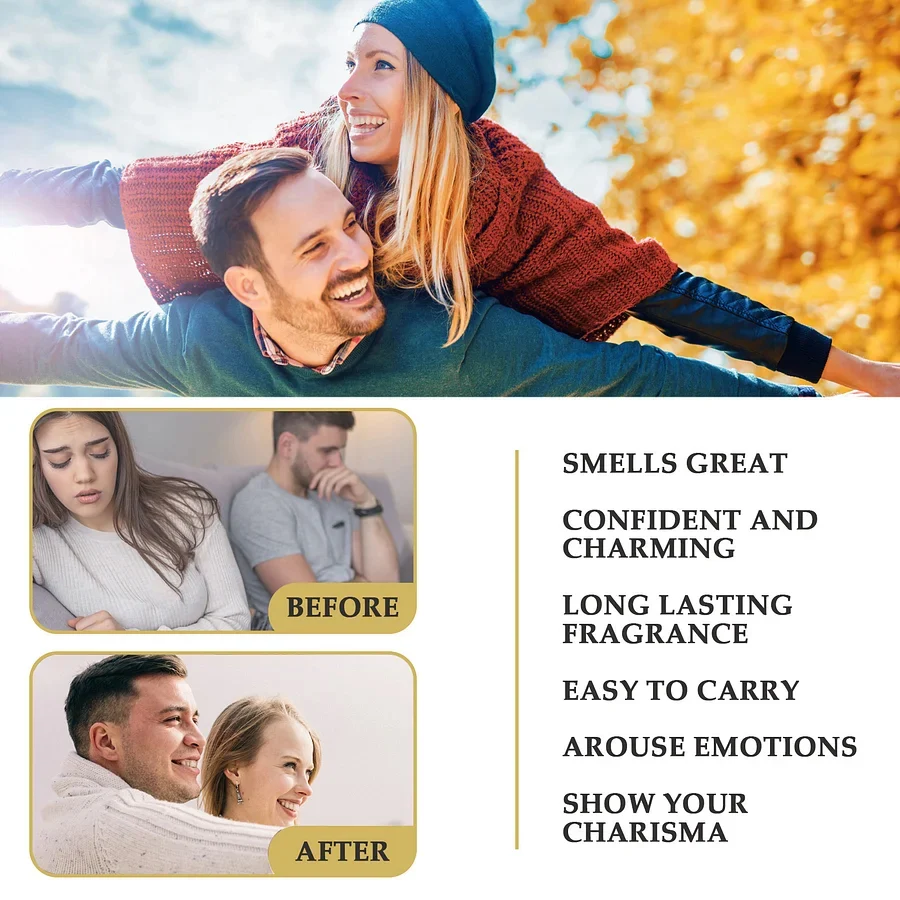 BEFORE
AFTER
SMELLS GREAT
CONFIDENT AND
CHARMING
LONG LASTING
FRAGRANCE
EASY TO CARRY
AROUSE EMOTIONS
SHOW YOUR
CHARISMA